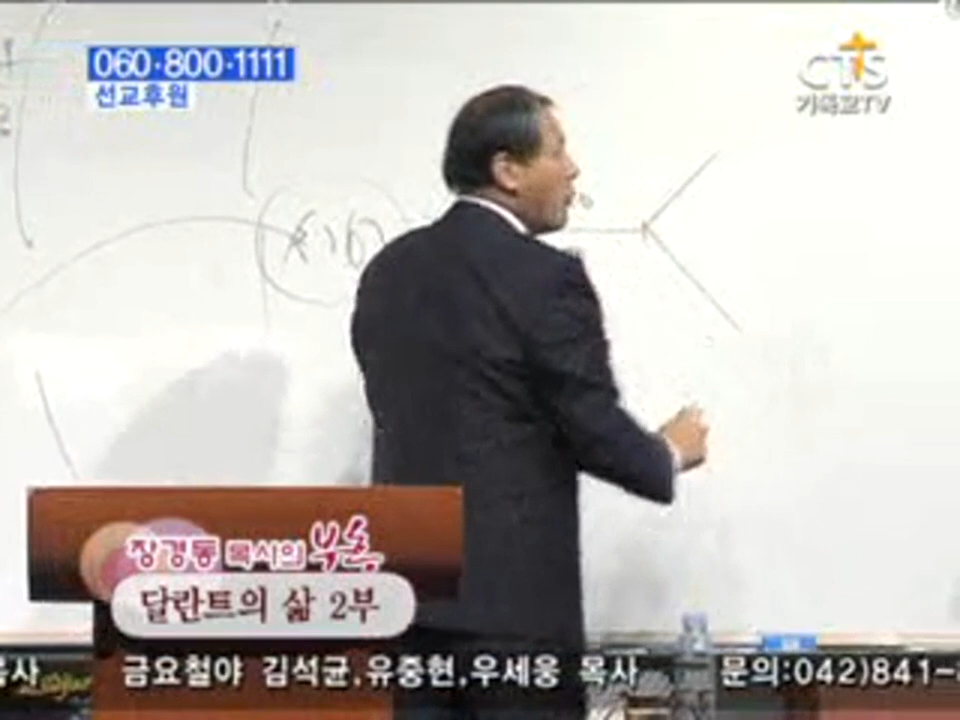 060·800·1111
선교후원
CTS
기독교TV
장경동 목사의 부흥
달란트의 삶 2부
목사 금요철야 김석균,유중현,우세웅 목사 문의:042)841-